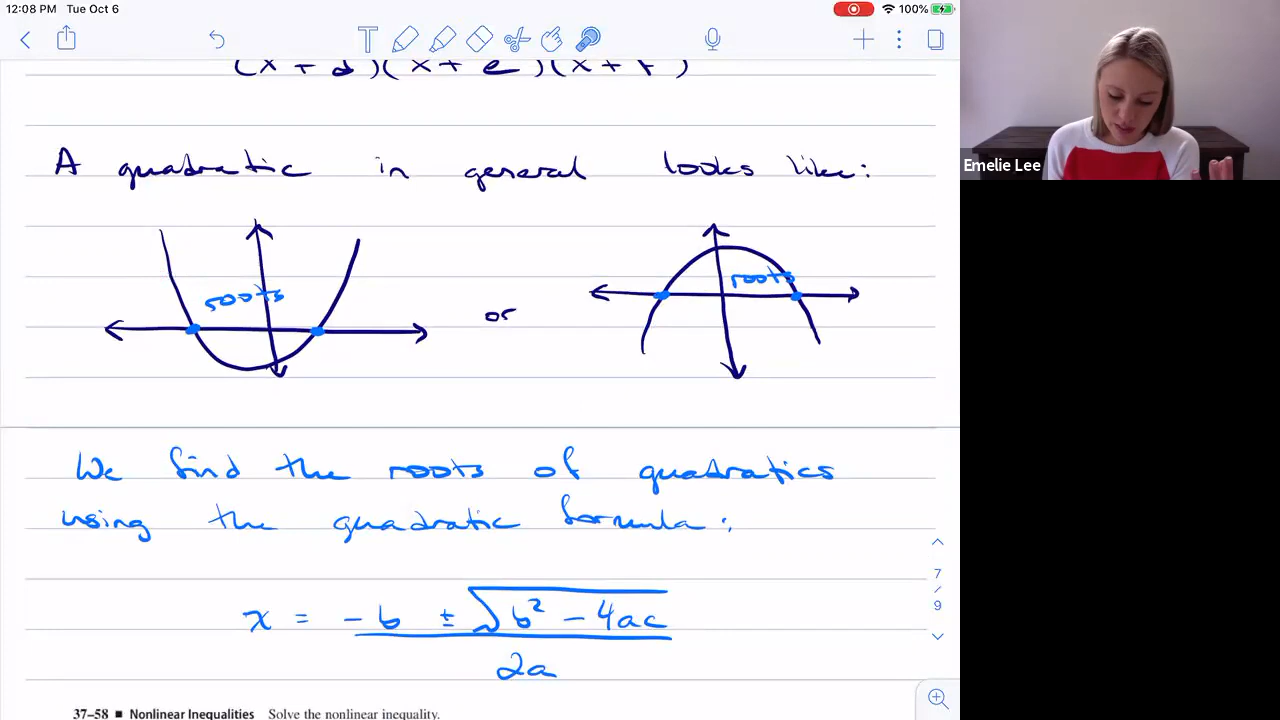 12:08 PM Tue Oct 6
100%
(x + d)(x + e)(x + f)
Emelie Lee
A quadratic in general looks like:
roots
or
roots
We find the roots of quadratics
using the quadratic formula:
x = -b ± √b² - 4ac
2a
7
/
9
37–58 ■ Nonlinear Inequalities Solve the nonlinear inequality.